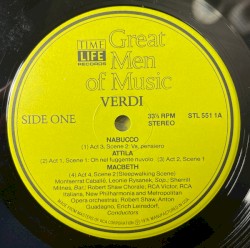 TIME
LIFE
RECORDS
Great
Men
of Music
VERDI
SIDE ONE
33⅓ RPM
STEREO
STL 551 1A
NABUCCO
(1) Act 3, Scene 2: Va, pensiero
ATTILA
(2) Act 1, Scene 1: Oh nel fuggente nuvolo (3) Act 2, Scene 1
MACBETH
(4) Act 4, Scene 2 (Sleepwalking Scene)
Montserrat Caballé, Leonie Rysanek, Sop.; Sherrill
Milnes, Bar; Robert Shaw Chorale, RCA Victor, RCA
Italiana, New Philharmonia and Metropolitan
Opera orchestras; Robert Shaw, Anton
Guadagno, Erich Leinsdorf,
Conductors